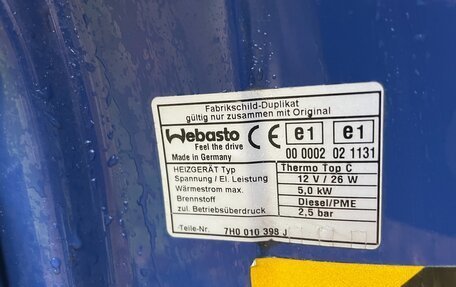 Fabrikschild-Duplikat
gültig nur zusammen mit Original
Webasto CE e1 e1
Feel the drive
Made in Germany 00 0002 02 1131
HEIZGERÄT Typ Thermo Top C
Spannung / El. Leistung 12 V / 26 W
Wärmestrom max. 5,0 kW
Brennstoff Diesel/PME
zul. Betriebsüberdruck 2,5 bar
Teile-Nr. 7H0 010 398 J